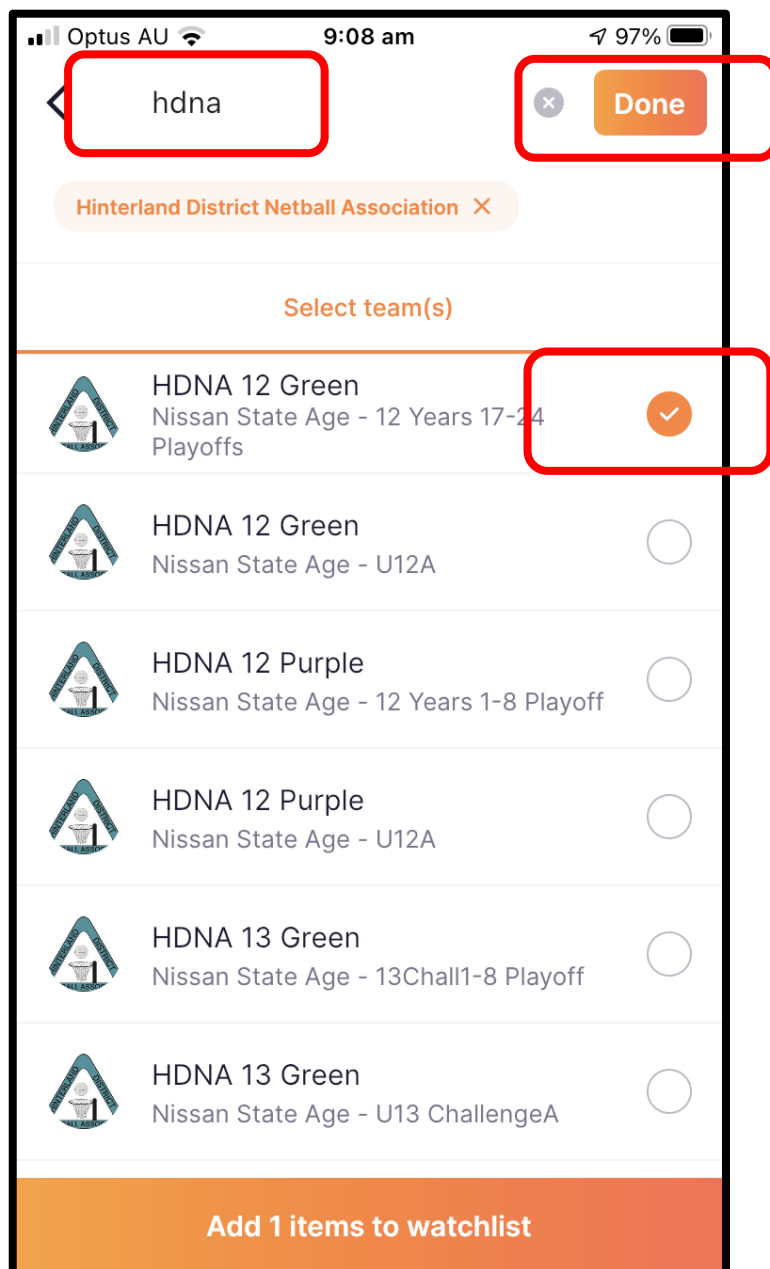 Optus AU 9:08 am 97%
hdna Done
Hinterland District Netball Association
Select team(s)
HDNA 12 Green
Nissan State Age - 12 Years 17-24
Playoffs
HDNA 12 Green
Nissan State Age - U12A
HDNA 12 Purple
Nissan State Age - 12 Years 1-8 Playoff
HDNA 12 Purple
Nissan State Age - U12A
HDNA 13 Green
Nissan State Age - 13Chall1-8 Playoff
HDNA 13 Green
Nissan State Age - U13 ChallengeA
Add 1 items to watchlist